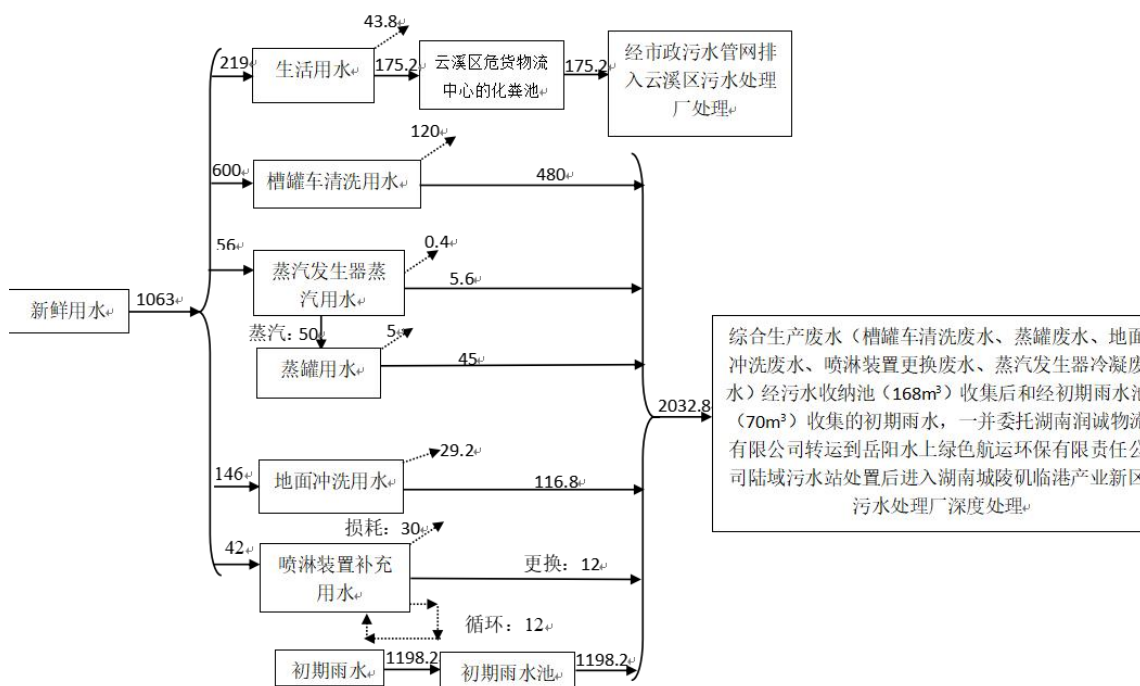 43.8
219
生活用水
175.2
云溪区危货物流
中心的化粪池
175.2
经市政污水管网排
入云溪区污水处理
厂处理
120
600
槽罐车清洗用水
480
56
0.4
蒸汽发生器蒸
汽用水
5.6
新鲜用水
1063
蒸汽：50
5
蒸罐用水
45
2032.8
综合生产废水（槽罐车清洗废水、蒸罐废水、地面
冲洗废水、喷淋装置更换废水、蒸汽发生器冷凝废
水）经污水收纳池（168m³）收集后和经初期雨水池
（70m³）收集的初期雨水，一并委托湖南润诚物流
有限公司转运到岳阳水上绿色航运环保有限责任公
司陆域污水站处置后进入湖南城陵矶临港产业新区
污水处理厂深度处理
29.2
146
地面冲洗用水
116.8
损耗：30
42
喷淋装置补充
用水
更换：12
循环：12
初期雨水
1198.2
初期雨水池
1198.2